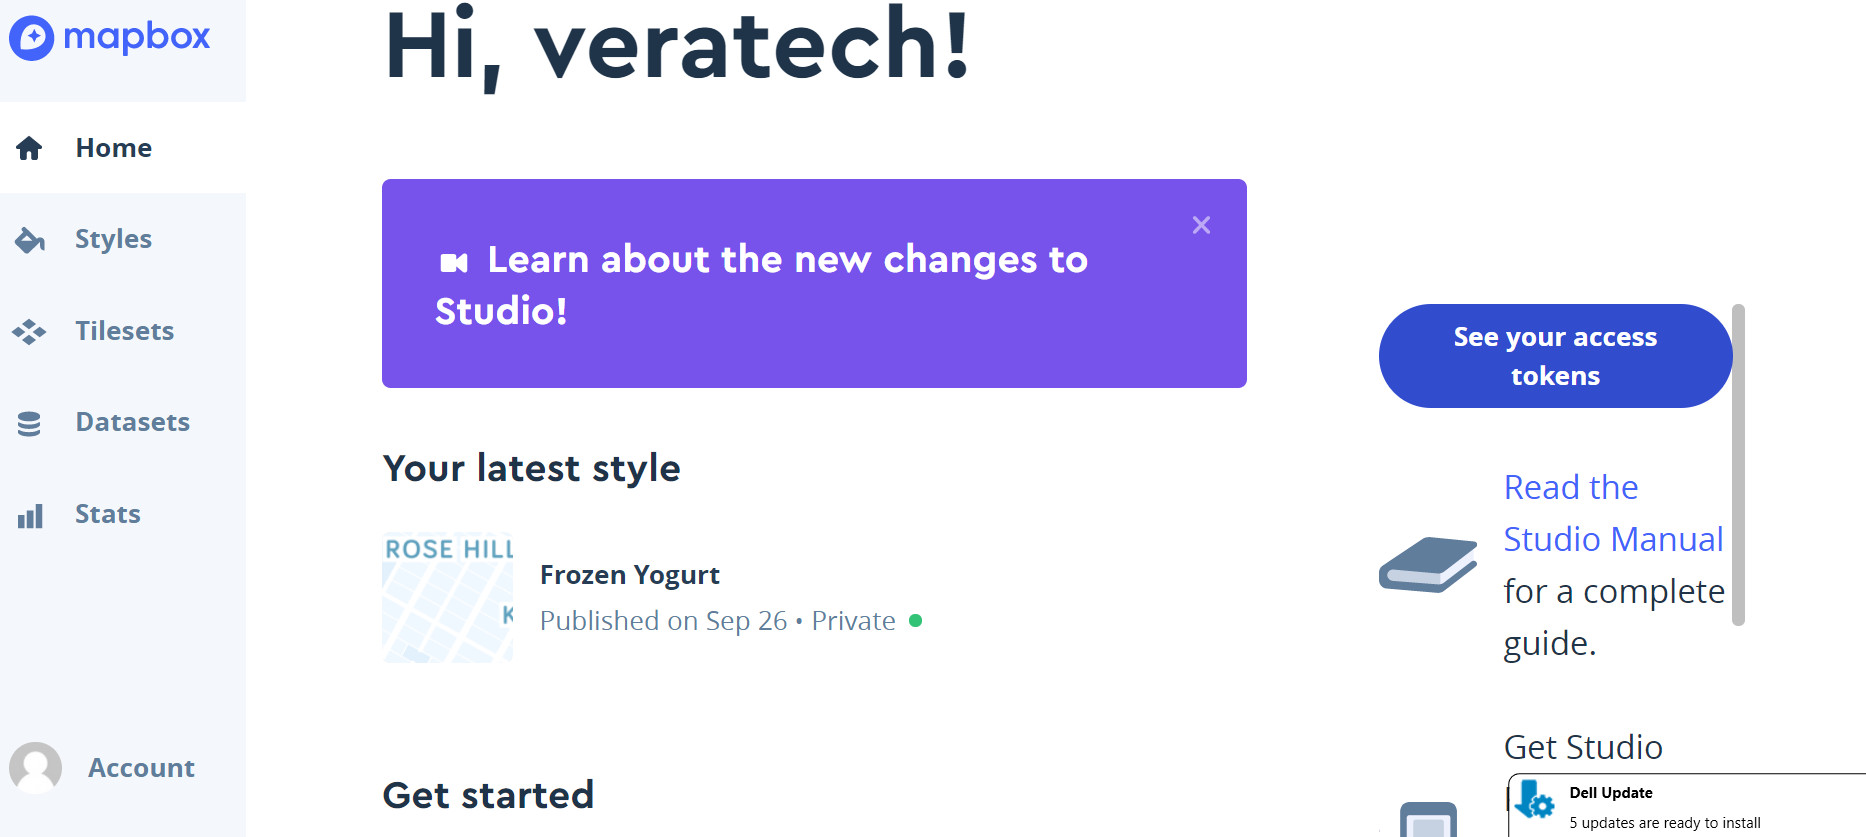 mapbox
Home
Styles
Tilesets
Datasets
Stats
Account
Hi, veratech!
Learn about the new changes to
Studio!
Your latest style
ROSE HILL
K
Frozen Yogurt
Published on Sep 26 • Private
Get started
See your access
tokens
Read the
Studio Manual
for a complete
guide.
Get Studio
Dell Update
5 updates are ready to install